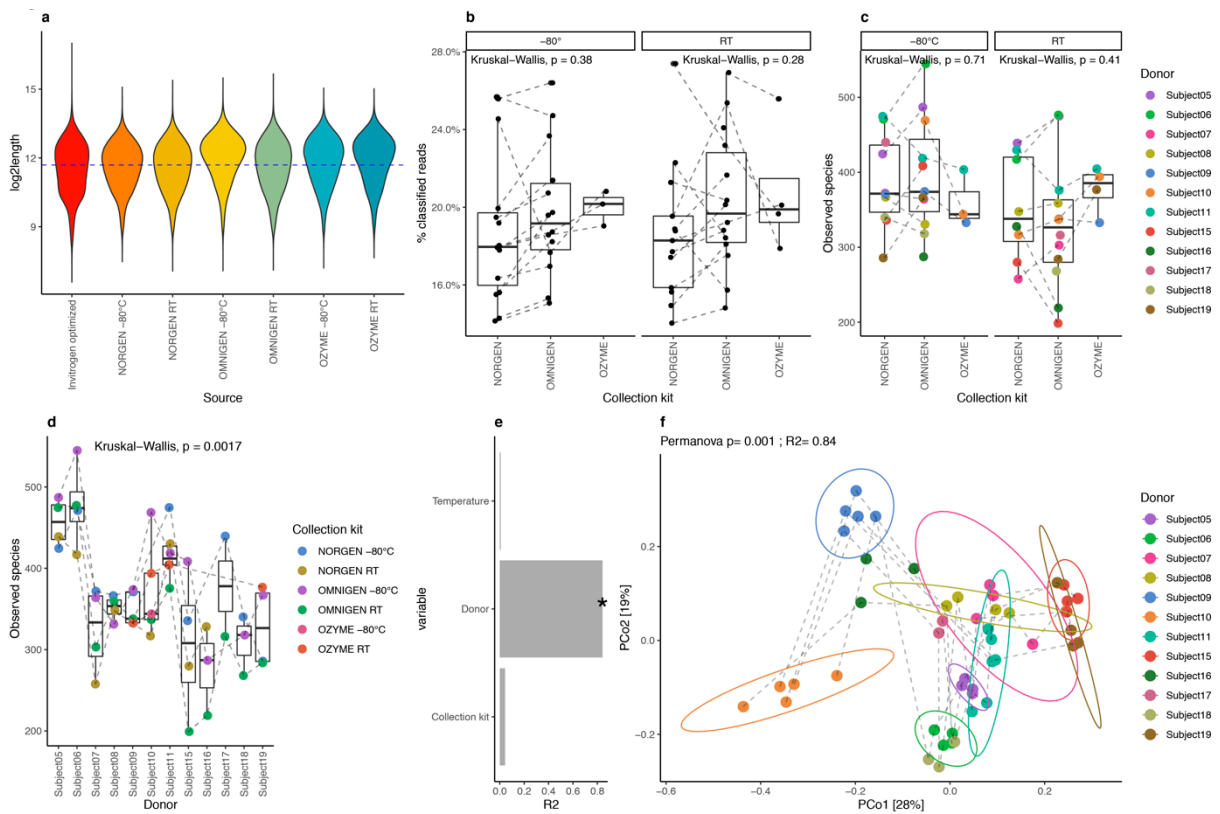 a
log2length
15
12
9
Invitrogen optimized
NORGEN −80°C
NORGEN RT
OMNIGEN −80°C
OMNIGEN RT
OZYME −80°C
OZYME RT
Source
b
−80°
RT
Kruskal−Wallis, p = 0.38
Kruskal−Wallis, p = 0.28
% classified reads
28.0%
24.0%
20.0%
16.0%
NORGEN
OMNIGEN
OZYME
NORGEN
OMNIGEN
OZYME
Collection kit
c
−80°C
RT
Kruskal−Wallis, p = 0.71
Kruskal−Wallis, p = 0.41
Observed species
500
400
300
200
NORGEN
OMNIGEN
OZYME
NORGEN
OMNIGEN
OZYME
Collection kit
Donor
Subject05
Subject06
Subject07
Subject08
Subject09
Subject10
Subject11
Subject15
Subject16
Subject17
Subject18
Subject19
d
Kruskal−Wallis, p = 0.0017
Observed species
500
400
300
200
Subject05
Subject06
Subject07
Subject08
Subject09
Subject10
Subject11
Subject15
Subject16
Subject17
Subject18
Subject19
Donor
Collection kit
NORGEN −80°C
NORGEN RT
OMNIGEN −80°C
OMNIGEN RT
OZYME −80°C
OZYME RT
e
variable
Temperature
Donor
Collection kit
*
0.0
0.2
0.4
0.6
0.8
R2
f
Permanova p= 0.001 ; R2= 0.84
PCo2 [19%]
0.2
0.0
−0.2
−0.6
−0.4
−0.2
0.0
0.2
PCo1 [28%]
Donor
Subject05
Subject06
Subject07
Subject08
Subject09
Subject10
Subject11
Subject15
Subject16
Subject17
Subject18
Subject19